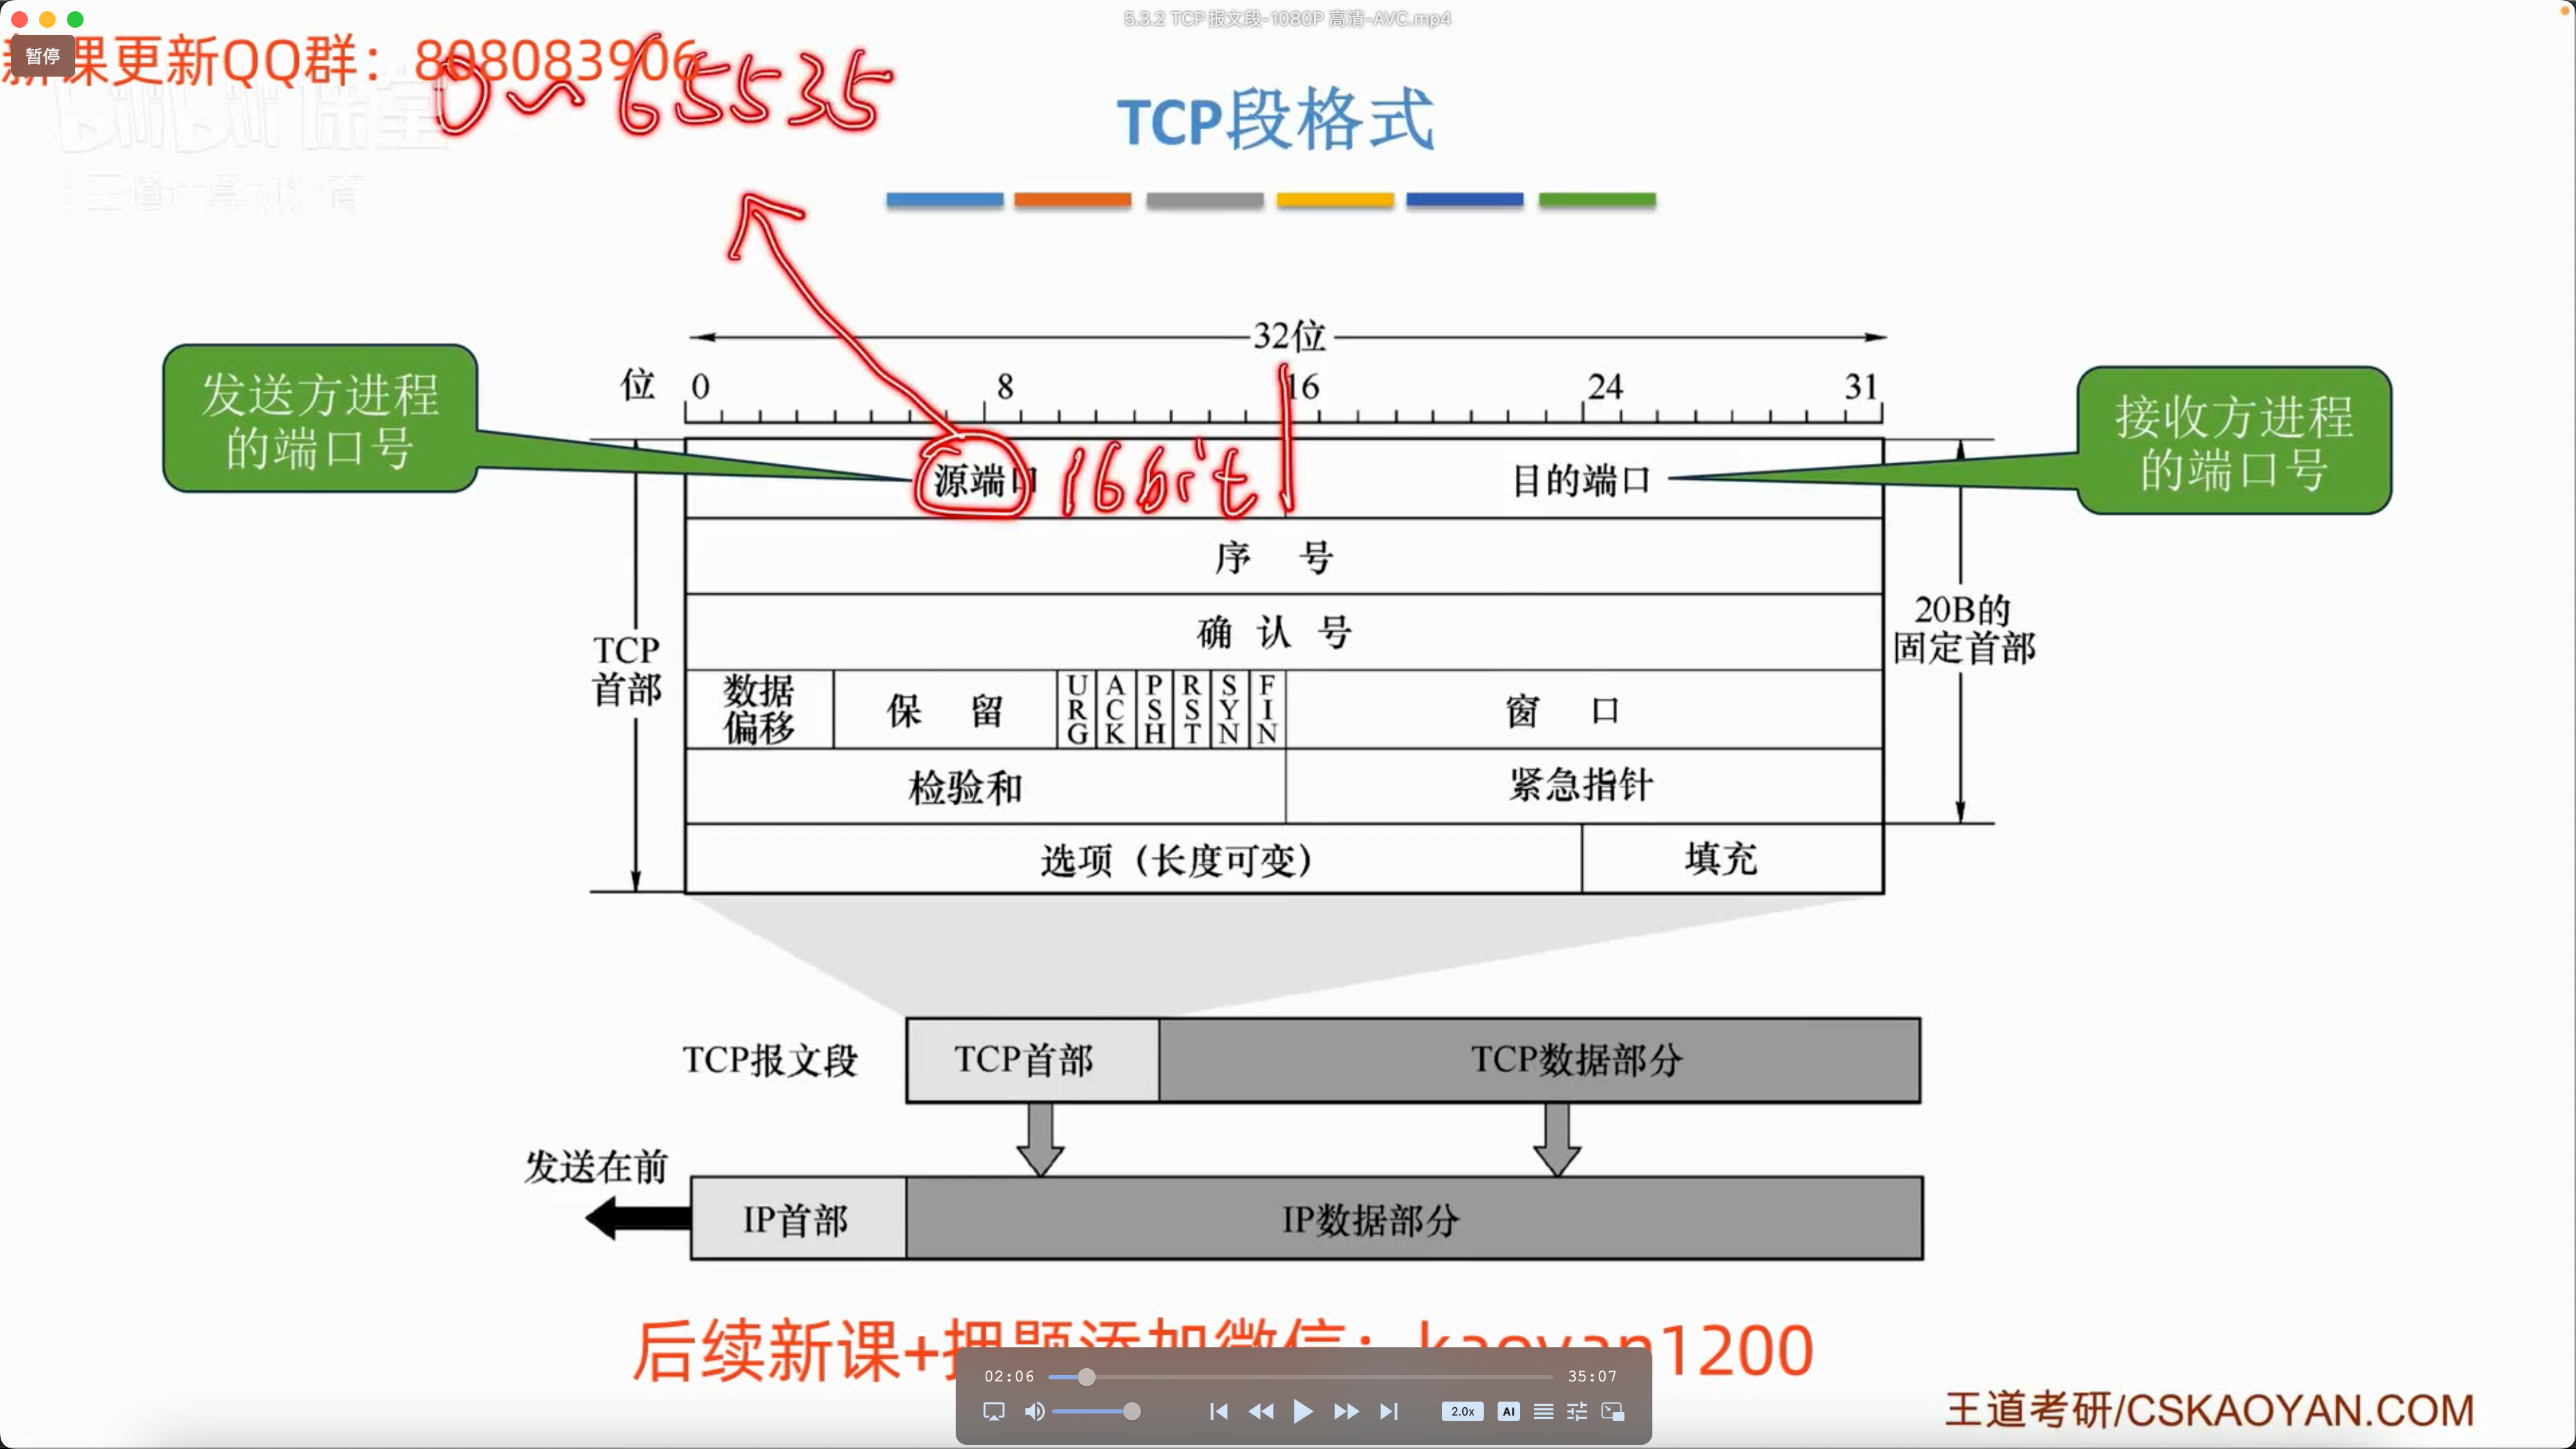 5.3.2 TCP 报文段-1080P 高清-AVC.mp4
暂停
课更新QQ群：808083906
0~65535
TCP段格式
32位
位 0 8 16 24 31
发送方进程
的端口号
接收方进程
的端口号
源端口 16bit 目的端口
序 号
确 认 号
TCP
首部
20B的
固定首部
数据
偏移
保 留
URG
ACK
PSH
RST
SYN
FIN
窗 口
检验和 紧急指针
选项（长度可变） 填充
TCP报文段 TCP首部 TCP数据部分
发送在前
IP首部 IP数据部分
后续新课+押题添加微信：kaoyan1200
02:06 35:07
2.0x AI
王道考研/CSKAOYAN.COM